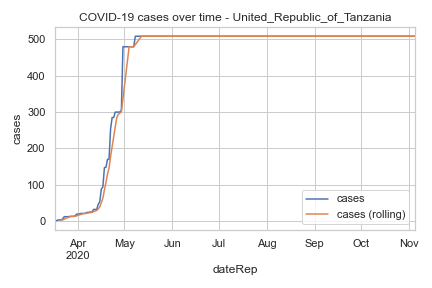 COVID-19 cases over time - United_Republic_of_Tanzania
cases
500
400
300
200
100
0
cases
cases (rolling)
Apr May Jun Jul Aug Sep Oct Nov
2020
dateRep